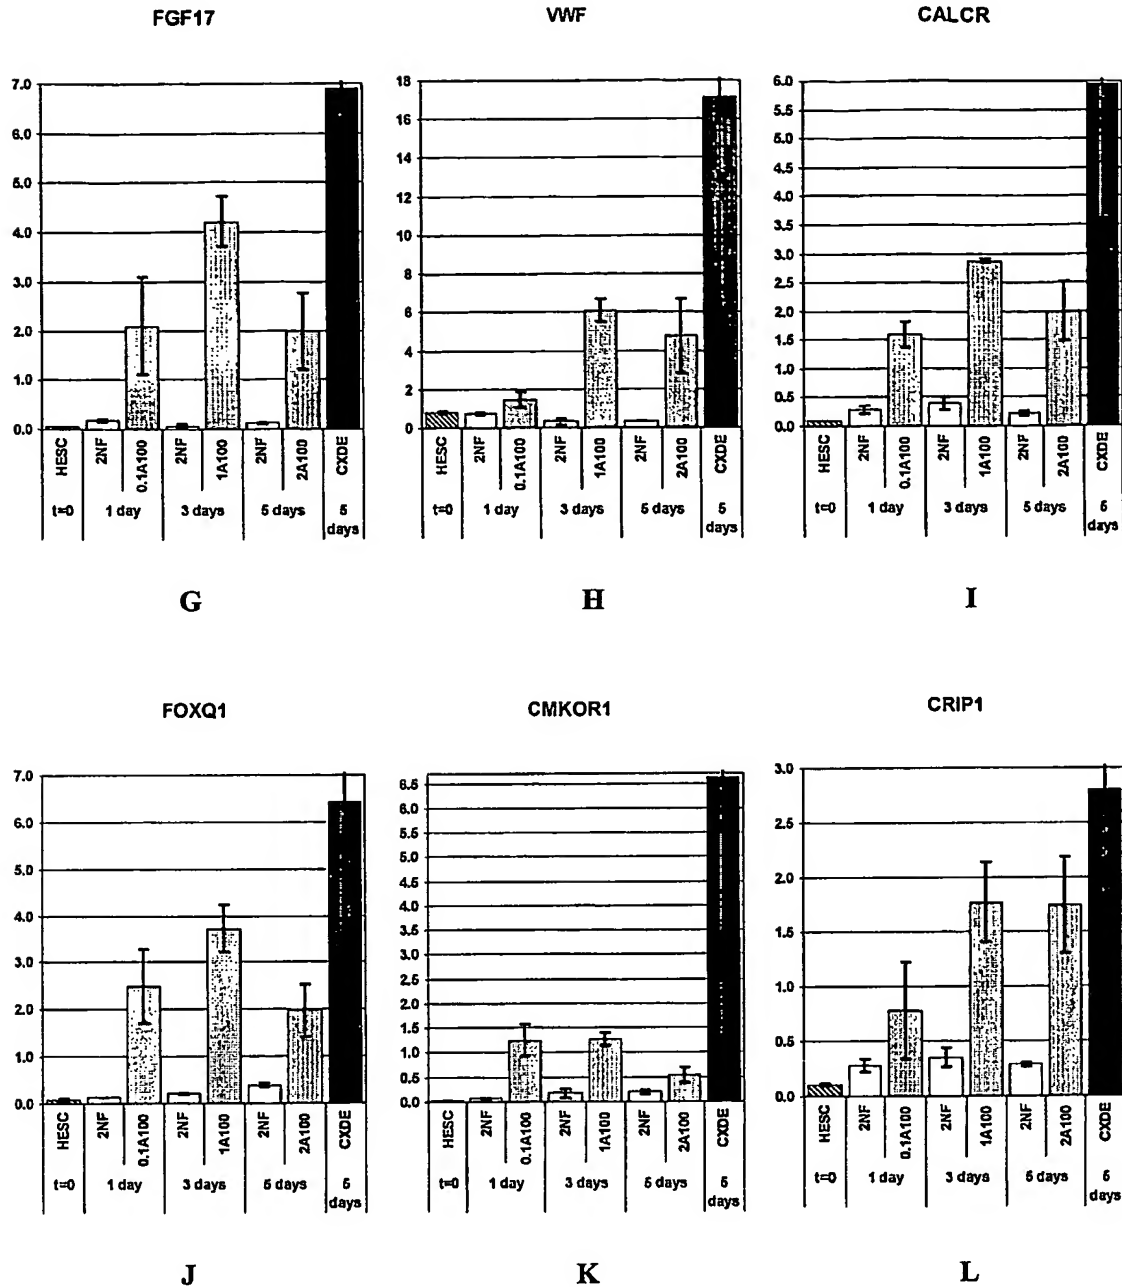 FGF17
VWF
CALCR
7.0
6.0
5.0
4.0
3.0
2.0
1.0
0.0
HESC
2NF
0.1A100
2NF
1A100
2NF
2A100
CXDE
t=0
1 day
3 days
5 days
5 days
18
16
14
12
10
8
6
4
2
0
HESC
2NF
0.1A100
2NF
1A100
2NF
2A100
CXDE
t=0
1 day
3 days
5 days
5 days
6.0
5.5
5.0
4.5
4.0
3.5
3.0
2.5
2.0
1.5
1.0
0.5
0.0
HESC
2NF
0.1A100
2NF
1A100
2NF
2A100
CXDE
t=0
1 day
3 days
5 days
5 days
G
H
I
FOXQ1
CMKOR1
CRIP1
7.0
6.0
5.0
4.0
3.0
2.0
1.0
0.0
HESC
2NF
0.1A100
2NF
1A100
2NF
2A100
CXDE
t=0
1 day
3 days
5 days
5 days
6.5
6.0
5.5
5.0
4.5
4.0
3.5
3.0
2.5
2.0
1.5
1.0
0.5
0.0
HESC
2NF
0.1A100
2NF
1A100
2NF
2A100
CXDE
t=0
1 day
3 days
5 days
5 days
3.0
2.5
2.0
1.5
1.0
0.5
0.0
HESC
2NF
0.1A100
2NF
1A100
2NF
2A100
CXDE
t=0
1 day
3 days
5 days
5 days
J
K
L